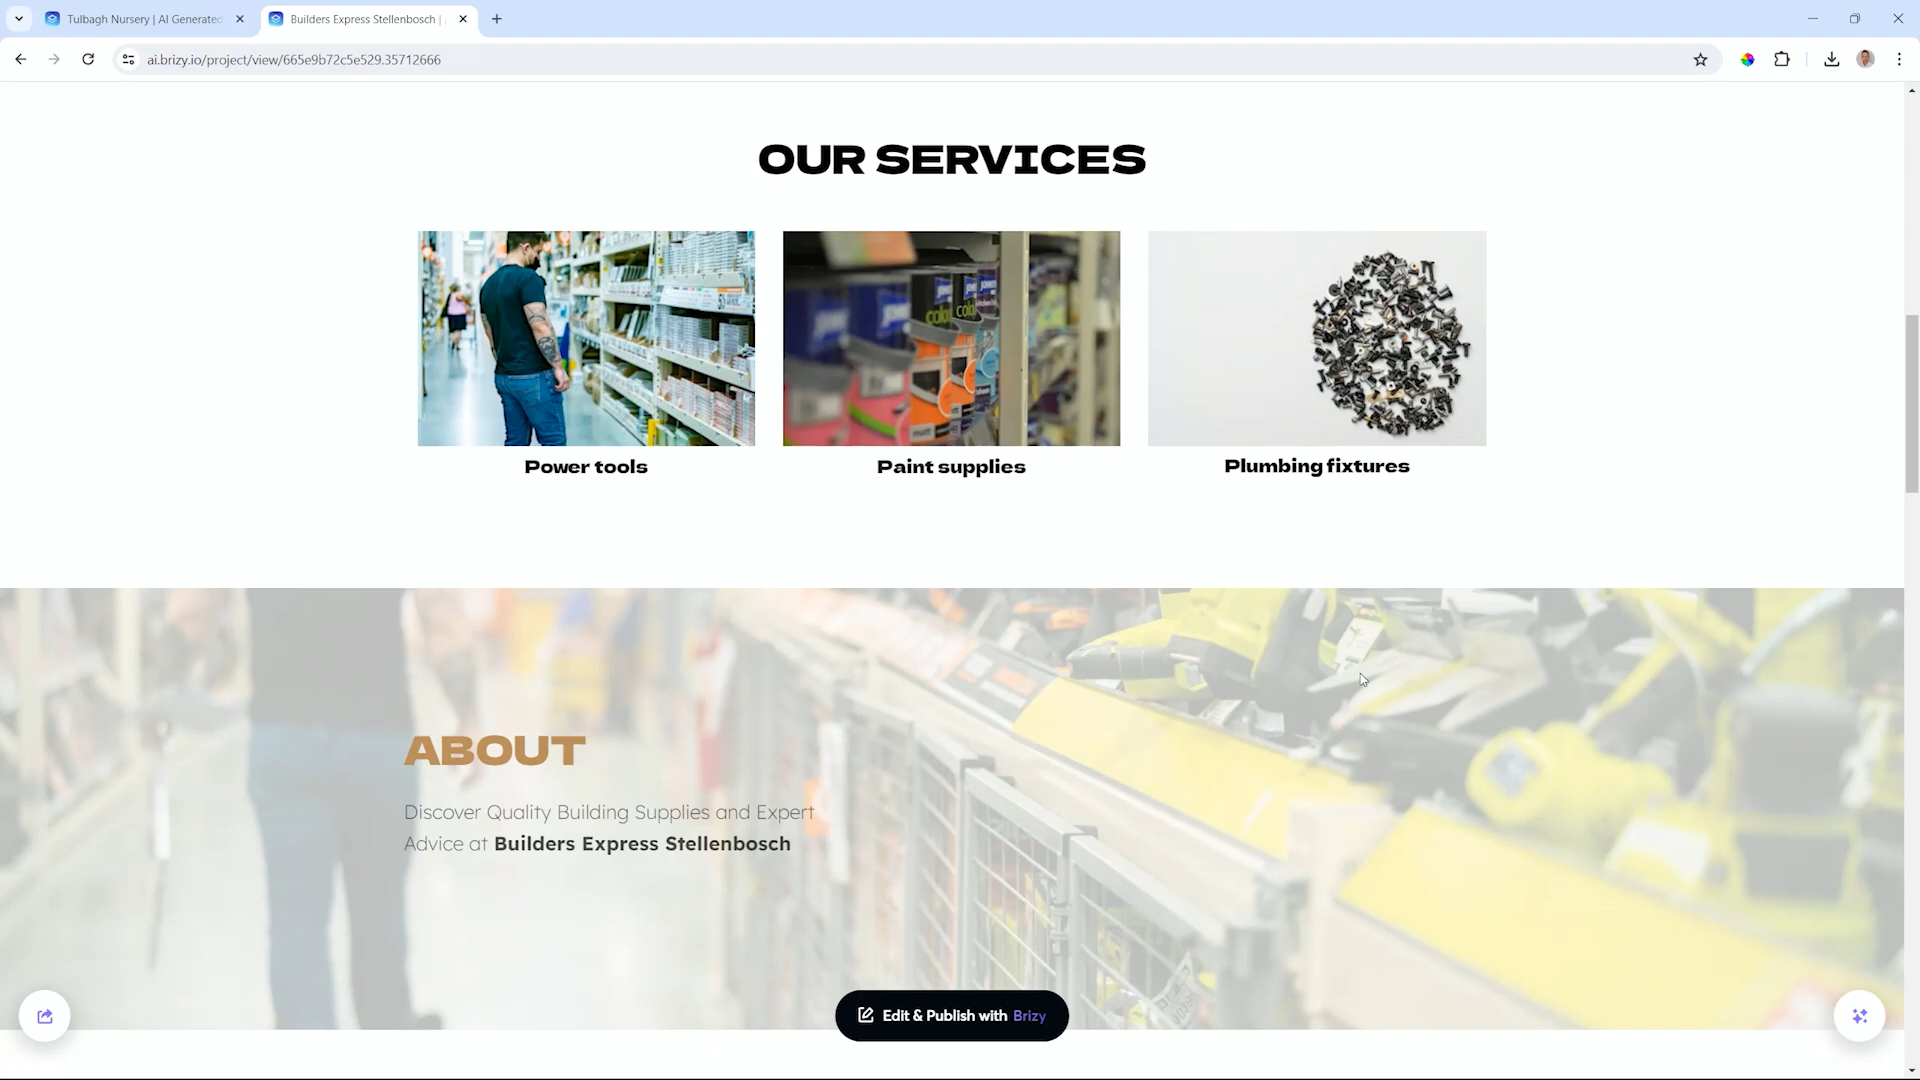 Tulbagh Nursery | AI Generated
Builders Express Stellenbosch |
ai.brizy.io/project/view/665e9b72c5e529.35712666
OUR SERVICES
Power tools
Paint supplies
Plumbing fixtures
ABOUT
Discover Quality Building Supplies and Expert
Advice at Builders Express Stellenbosch
Edit & Publish with Brizy